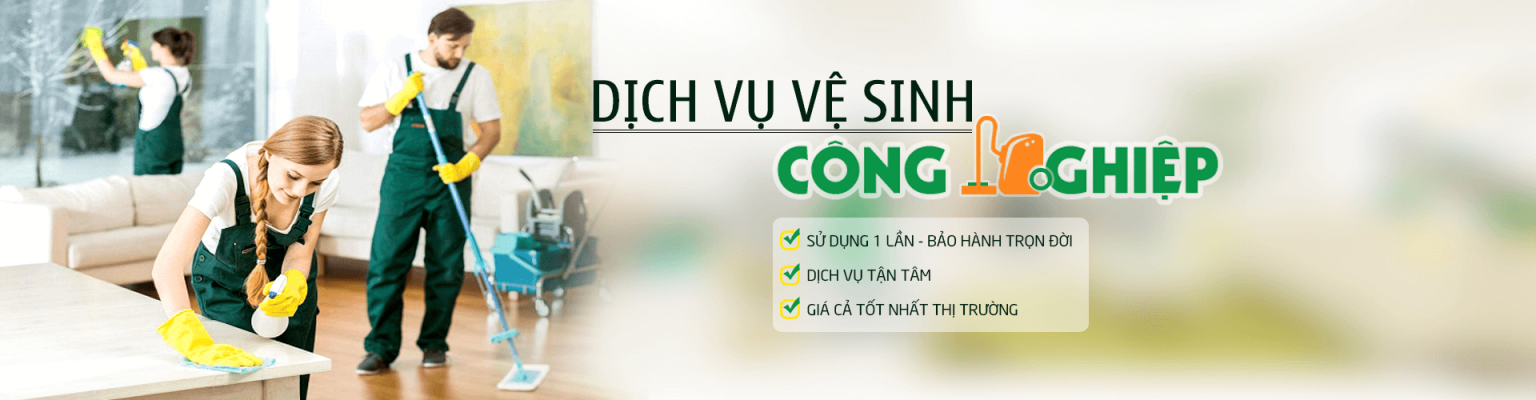 DỊCH VỤ VỆ SINH
CÔNG NGHIỆP
SỬ DỤNG 1 LẦN - BẢO HÀNH TRỌN ĐỜI
DỊCH VỤ TẬN TÂM
GIÁ CẢ TỐT NHẤT THỊ TRƯỜNG